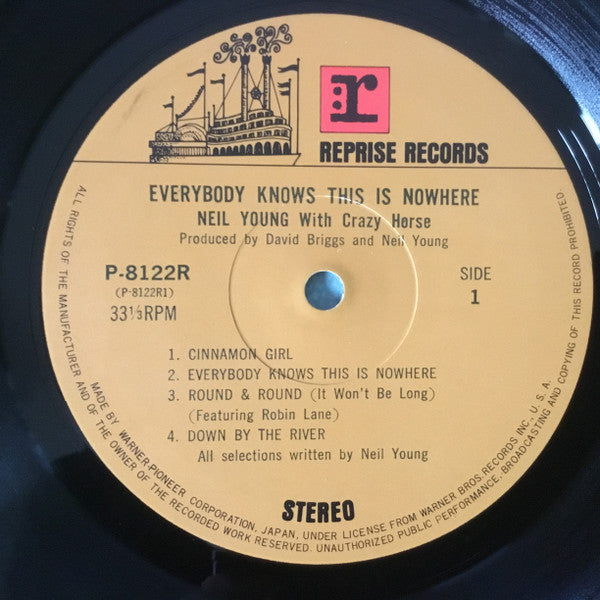 r
REPRISE RECORDS
EVERYBODY KNOWS THIS IS NOWHERE
NEIL YOUNG With Crazy Horse
Produced by David Briggs and Neil Young
P-8122R
(P-8122R1)
33⅓RPM
SIDE
1
1. CINNAMON GIRL
2. EVERYBODY KNOWS THIS IS NOWHERE
3. ROUND & ROUND (It Won't Be Long)
(Featuring Robin Lane)
4. DOWN BY THE RIVER
All selections written by Neil Young
STEREO
MADE BY WARNER-PIONEER CORPORATION, JAPAN, UNDER LICENSE FROM WARNER BROS. RECORDS INC., U. S. A.
ALL RIGHTS OF THE MANUFACTURER AND OF THE OWNER OF THE RECORDED WORK RESERVED. UNAUTHORIZED PUBLIC PERFORMANCE, BROADCASTING AND COPYING OF THIS RECORD PROHIBITED.